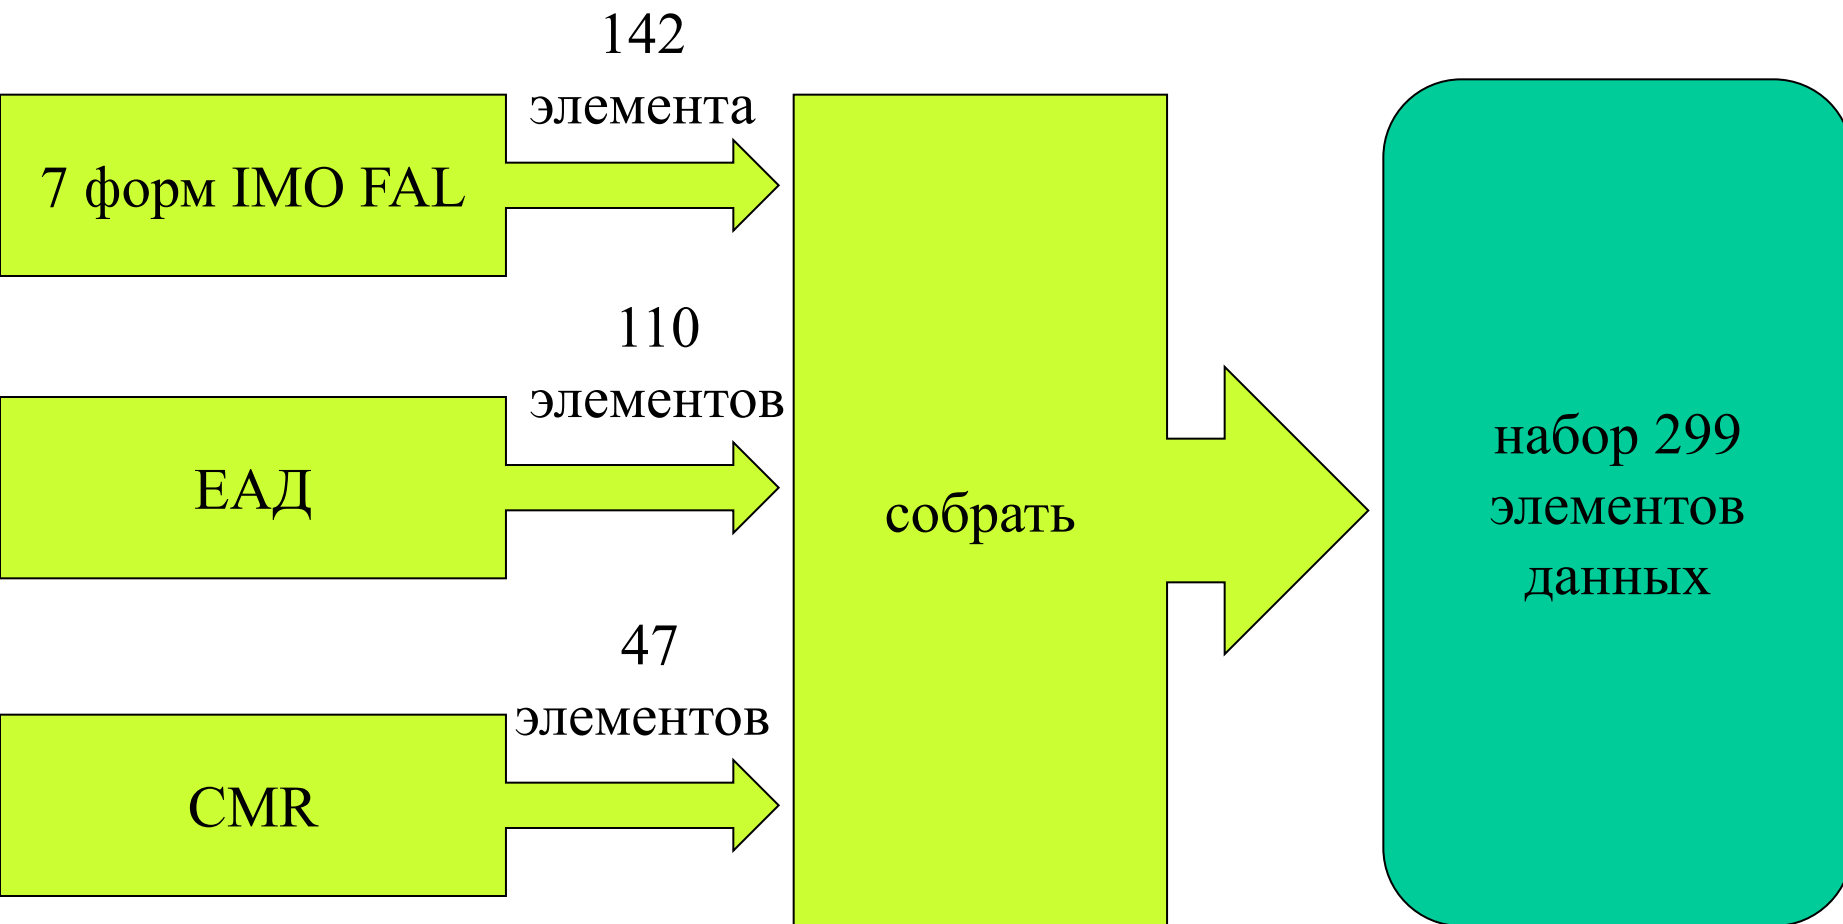 142
элемента
7 форм IMO FAL
110
элементов
ЕАД
47
элементов
CMR
собрать
набор 299
элементов
данных